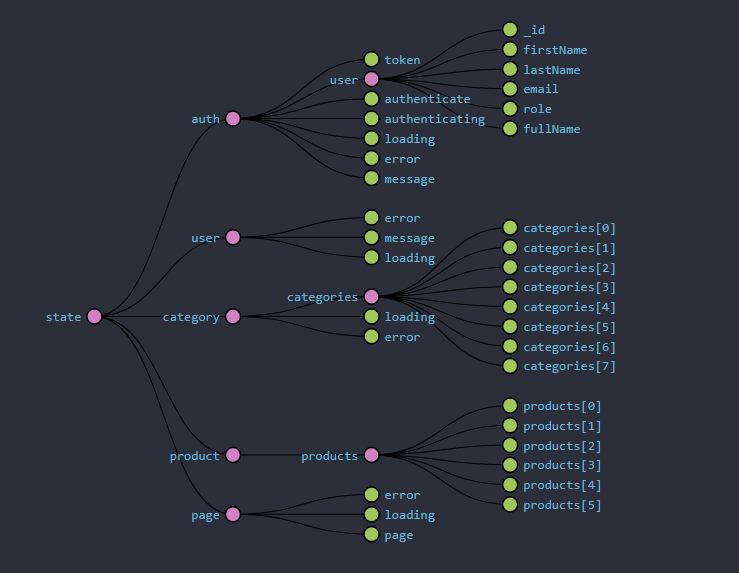 state
auth
token
user
_id
firstName
lastName
email
role
fullName
authenticate
authenticating
loading
error
message
user
error
message
loading
category
categories
categories[0]
categories[1]
categories[2]
categories[3]
categories[4]
categories[5]
categories[6]
categories[7]
loading
error
product
products
products[0]
products[1]
products[2]
products[3]
products[4]
products[5]
page
error
loading
page